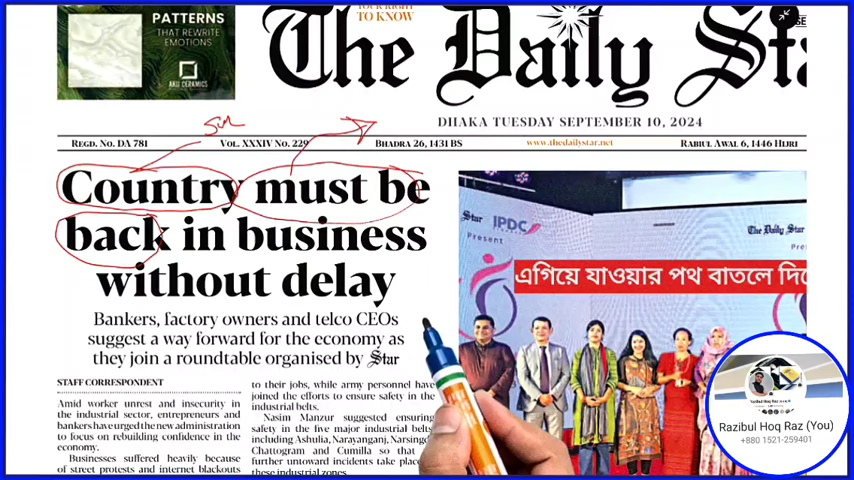 PATTERNS
THAT REWRITE
EMOTIONS
AKIJ CERAMICS
YOUR RIGHT
TO KNOW
The Daily Sta
DHAKA TUESDAY SEPTEMBER 10, 2024
REGD. NO. DA 781
VOL. XXXIV NO. 229
BHADRA 26, 1431 BS
www.thedailystar.net
RABIUL AWAL 6, 1446 HIJRI
Country must be
back in business
without delay
Bankers, factory owners and telco CEOs
suggest a way forward for the economy as
they join a roundtable organised by Star
STAFF CORRESPONDENT
Amid worker unrest and insecurity in
the industrial sector, entrepreneurs and
bankers have urged the new administration
to focus on rebuilding confidence in the
economy.
Businesses suffered heavily because
of street protests and internet blackouts
to their jobs, while army personnel have
joined the efforts to ensure safety in the
industrial belts.
Nasim Manzur suggested ensuring
safety in the five major industrial belts
including Ashulia, Narayanganj, Narsingd
Chattogram and Cumilla so that
further untoward incidents take place
these industrial zones.
Star
IPDC
Present
The Daily Star
Pre
এগিয়ে যাওয়ার পথ বাতলে দি
Razibul Hoq Raz (You)
+880 1521-259401